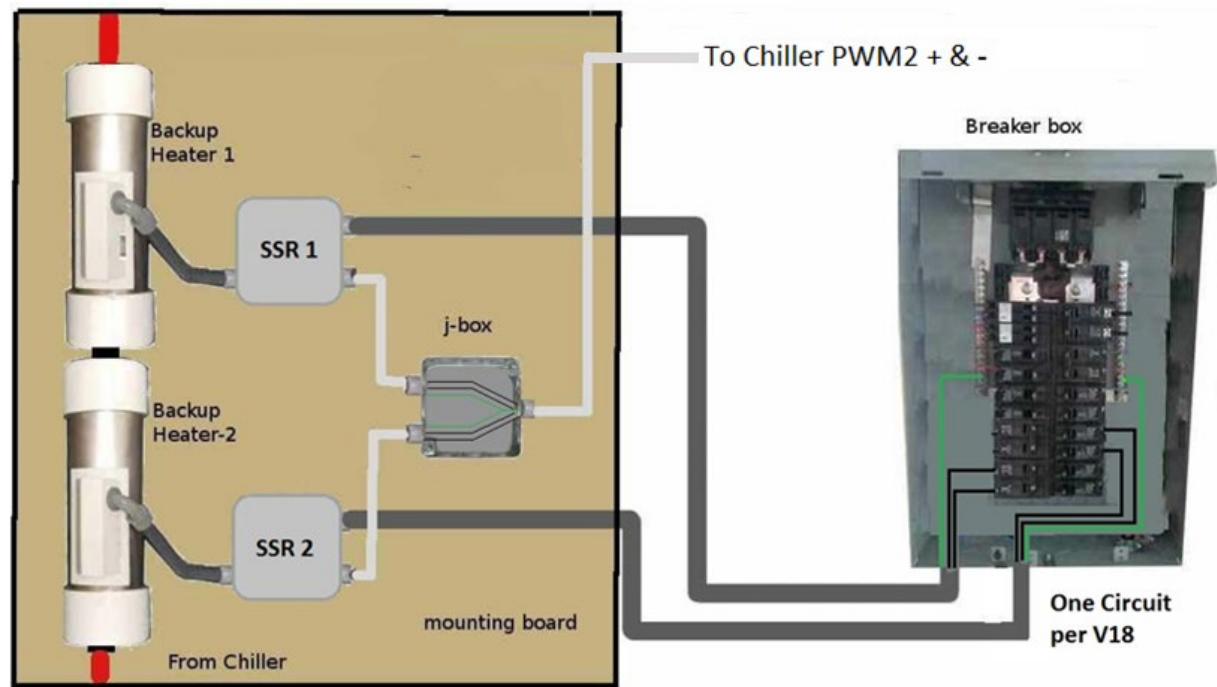 To Chiller PWM2 + & -
Breaker box
Backup
Heater 1
SSR 1
j-box
Backup
Heater-2
SSR 2
mounting board
From Chiller
One Circuit
per V18